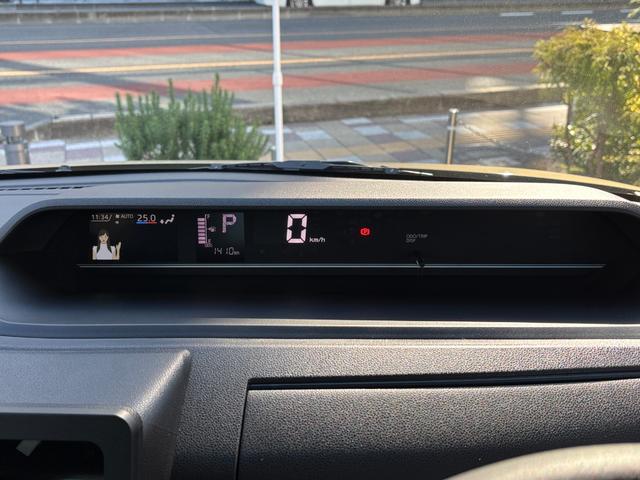 11:34 AUTO 25.0
F P
E
1410km
0 km/h
(P)
ODO/TRIP
DISP